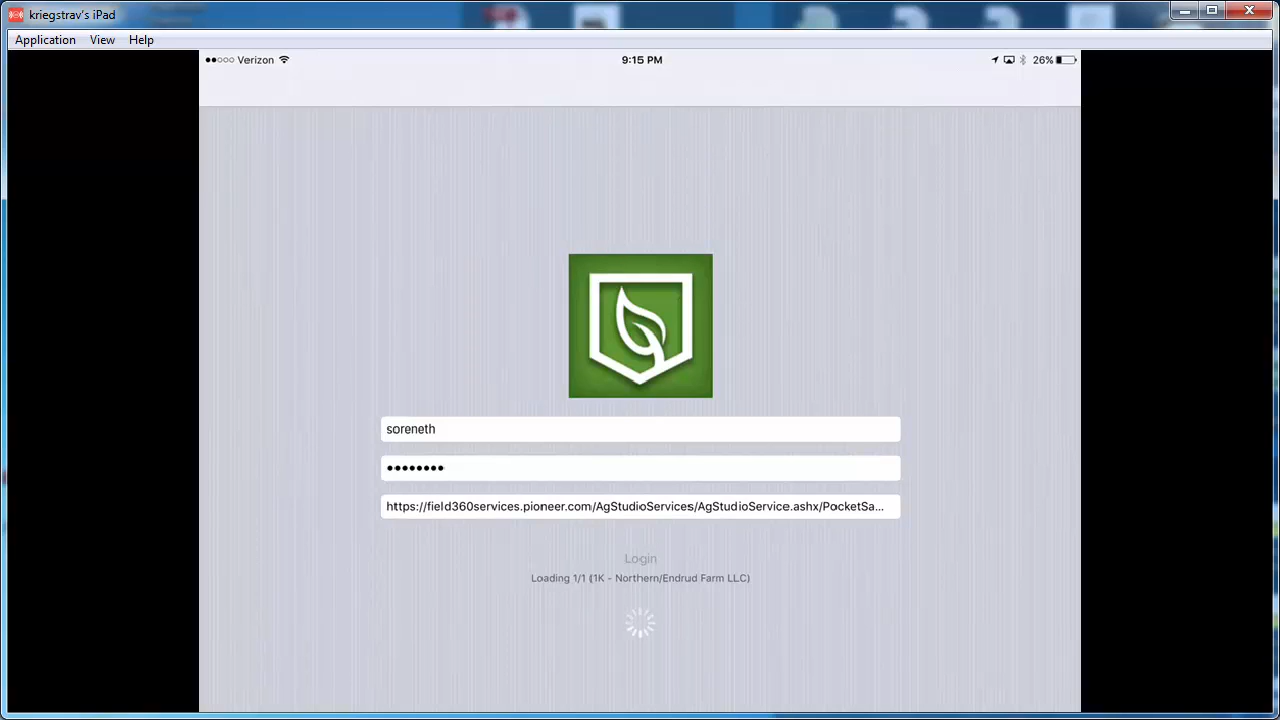 kriegstrav's iPad
Application View Help
Verizon 9:15 PM 26%
soreneth
https://field360services.pioneer.com/AgStudioServices/AgStudioService.ashx/PocketSa...
Login
Loading 1/1 (1K - Northern/Endrud Farm LLC)